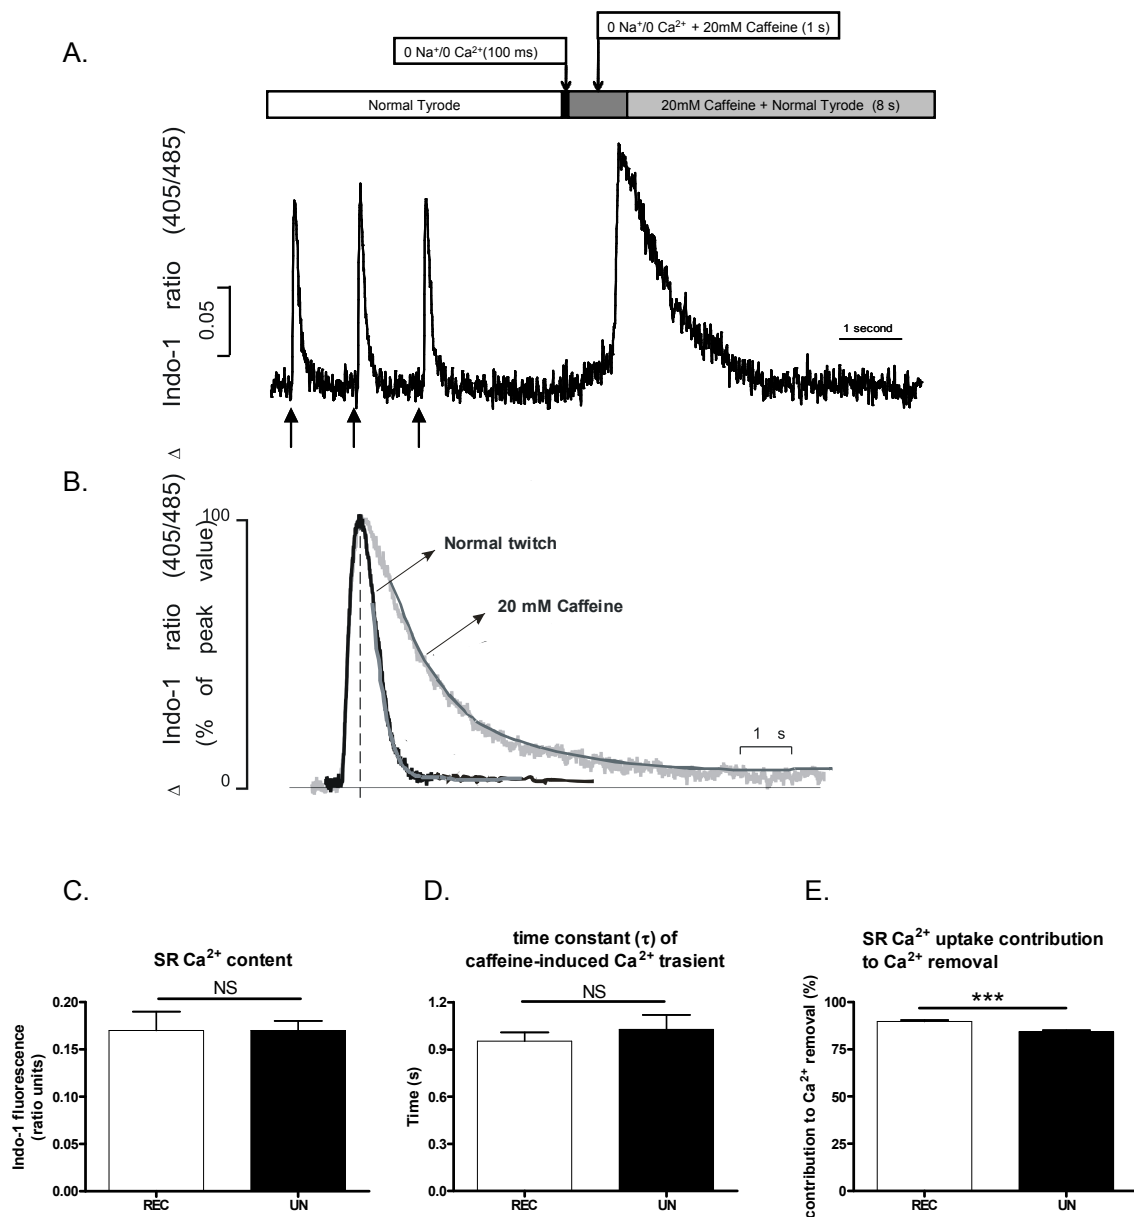 0 Na⁺/0 Ca²⁺ + 20mM Caffeine (1 s)
A.
0 Na⁺/0 Ca²⁺(100 ms)
Normal Tyrode
20mM Caffeine + Normal Tyrode (8 s)
Δ Indo-1 ratio (405/485)
0.05
1 second
B.
Δ Indo-1 ratio (405/485)
(% of peak value)
100
Normal twitch
20 mM Caffeine
1 s
0
C.
SR Ca²⁺ content
NS
Indo-1 fluorescence
(ratio units)
0.20
0.15
0.10
0.05
0.00
REC
UN
D.
time constant (τ) of
caffeine-induced Ca²⁺ trasient
NS
Time (s)
1.2
0.9
0.6
0.3
0.0
REC
UN
E.
SR Ca²⁺ uptake contribution
to Ca²⁺ removal
***
contribution to Ca²⁺ removal (%)
100
75
50
25
0
REC
UN